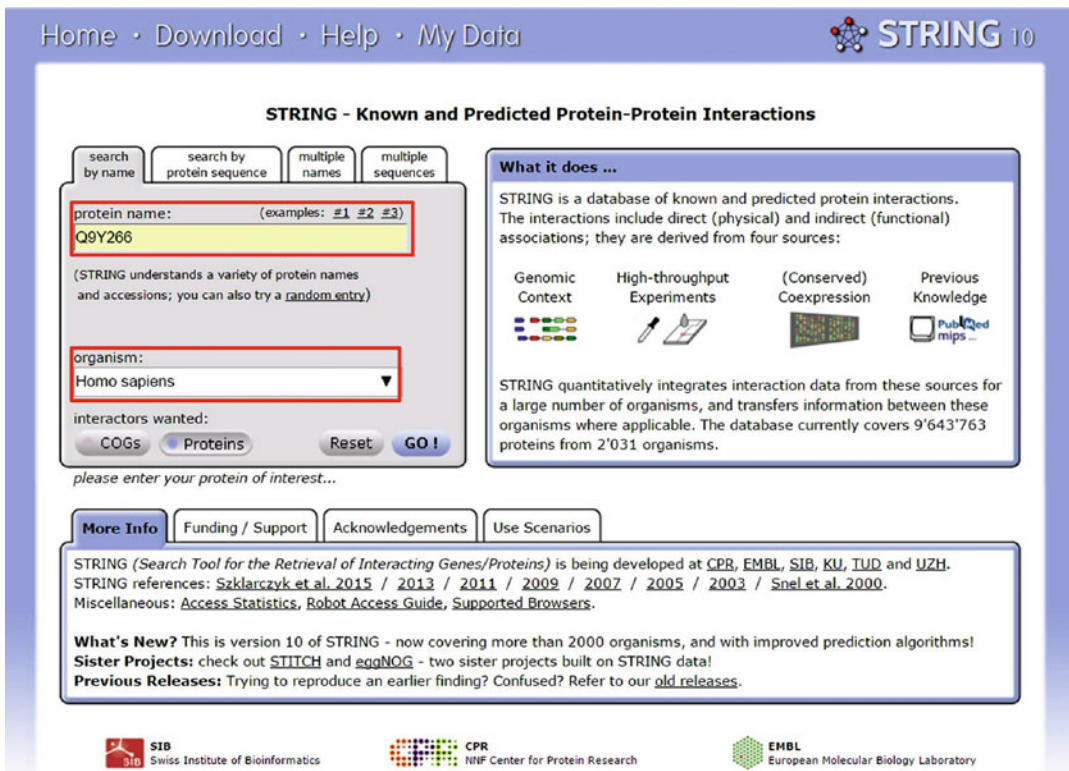 Home · Download · Help · My Data
STRING 10
STRING - Known and Predicted Protein-Protein Interactions
search
by name
search by
protein sequence
multiple
names
multiple
sequences
protein name:
(examples: #1 #2 #3)
Q9Y266
(STRING understands a variety of protein names
and accessions; you can also try a random entry)
organism:
Homo sapiens
interactors wanted:
COGs
Proteins
Reset
GO !
please enter your protein of interest...
What it does ...
STRING is a database of known and predicted protein interactions.
The interactions include direct (physical) and indirect (functional)
associations; they are derived from four sources:
Genomic
Context
High-throughput
Experiments
(Conserved)
Coexpression
Previous
Knowledge
PubMed
mips ...
STRING quantitatively integrates interaction data from these sources for
a large number of organisms, and transfers information between these
organisms where applicable. The database currently covers 9'643'763
proteins from 2'031 organisms.
More Info
Funding / Support
Acknowledgements
Use Scenarios
STRING (Search Tool for the Retrieval of Interacting Genes/Proteins) is being developed at CPR, EMBL, SIB, KU, TUD and UZH.
STRING references: Szklarczyk et al. 2015 / 2013 / 2011 / 2009 / 2007 / 2005 / 2003 / Snel et al. 2000.
Miscellaneous: Access Statistics, Robot Access Guide, Supported Browsers.
What's New? This is version 10 of STRING - now covering more than 2000 organisms, and with improved prediction algorithms!
Sister Projects: check out STITCH and eggNOG - two sister projects built on STRING data!
Previous Releases: Trying to reproduce an earlier finding? Confused? Refer to our old releases.
SIB
SIB
Swiss Institute of Bioinformatics
CPR
CPR
NNF Center for Protein Research
EMBL
European Molecular Biology Laboratory